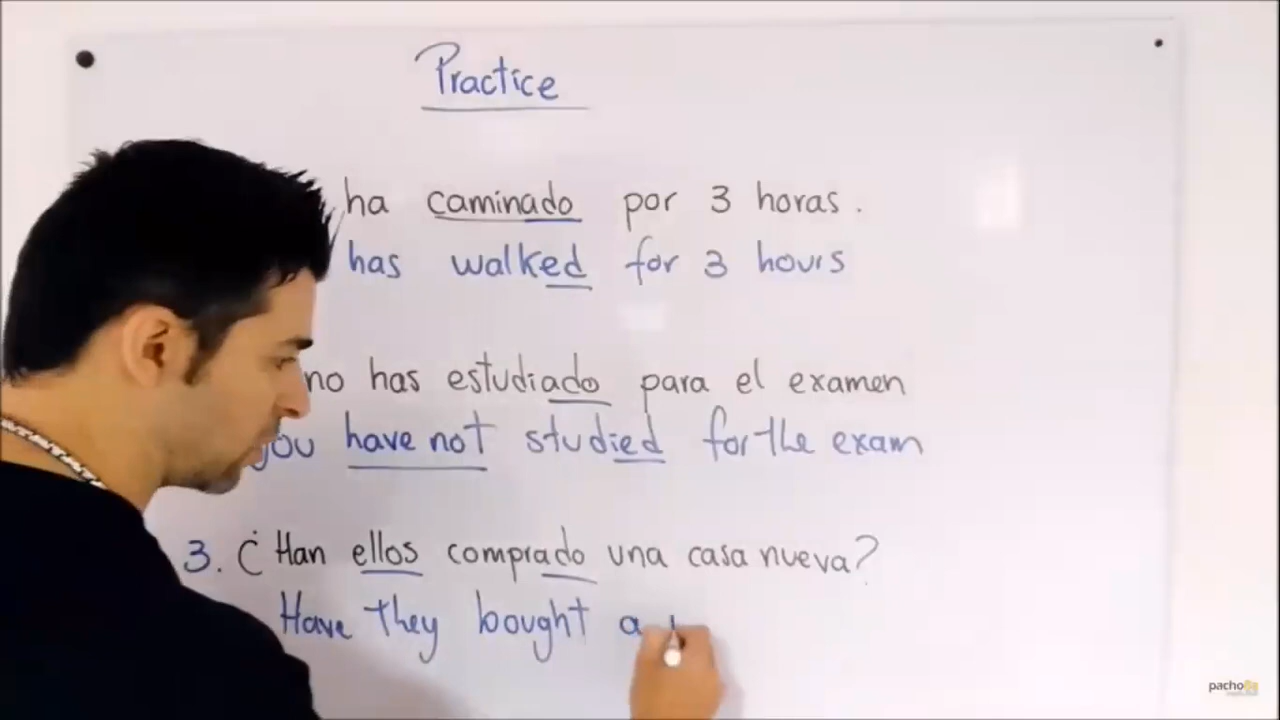 Practice
ha caminado por 3 horas.
has walked for 3 hours
no has estudiado para el examen
you have not studied for the exam
3. ¿Han ellos comprado una casa nueva?
Have they bought a